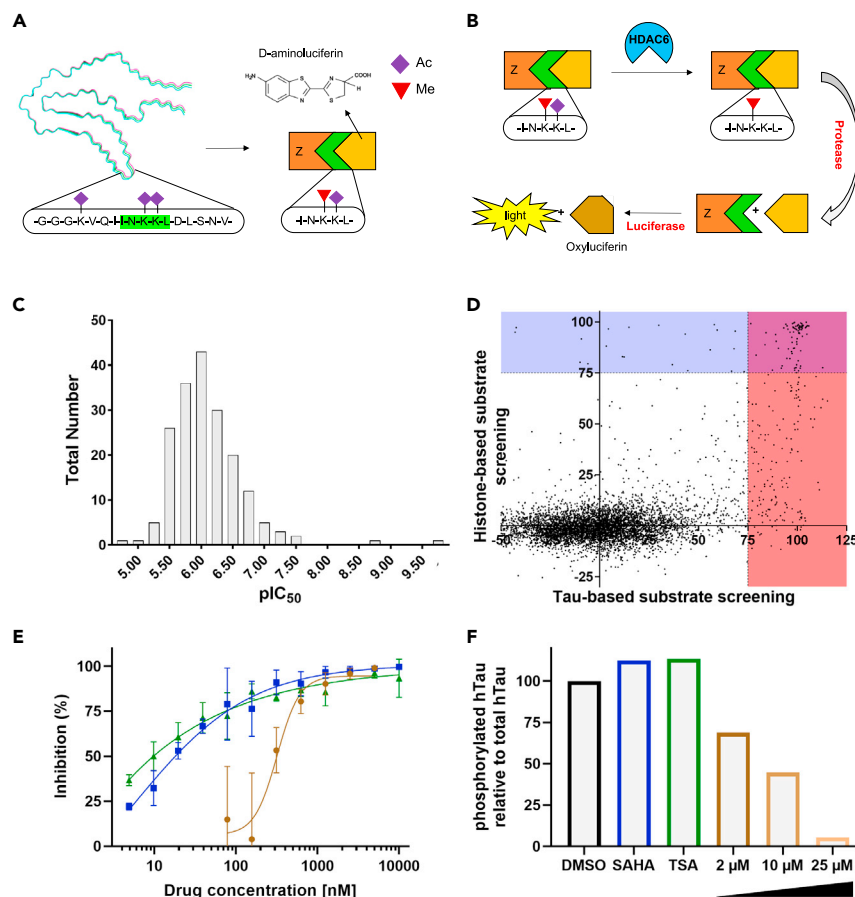 A
D-aminoluciferin
H₂N
N
S
N
S
COOH
H
Ac
Me
Z
-G-G-G-K-V-Q-I-I-N-K-K-L-D-L-S-N-V-
-I-N-K-K-L-
B
HDAC6
Z
Z
-I-N-K-K-L-
-I-N-K-K-L-
Protease
light
+
Oxyluciferin
Luciferase
Z
+
C
Total Number
50
40
30
20
10
0
5.00
5.50
6.00
6.50
7.00
7.50
8.00
8.50
9.00
9.50
pIC₅₀
D
Histone-based substrate
screening
100
75
50
25
-25
-50
25
50
75
100
125
Tau-based substrate screening
E
Inhibition (%)
100
75
50
25
0
10
100
1000
10000
Drug concentration [nM]
F
phosphorylated hTau
relative to total hTau
125
100
75
50
25
0
DMSO
SAHA
TSA
2 μM
10 μM
25 μM